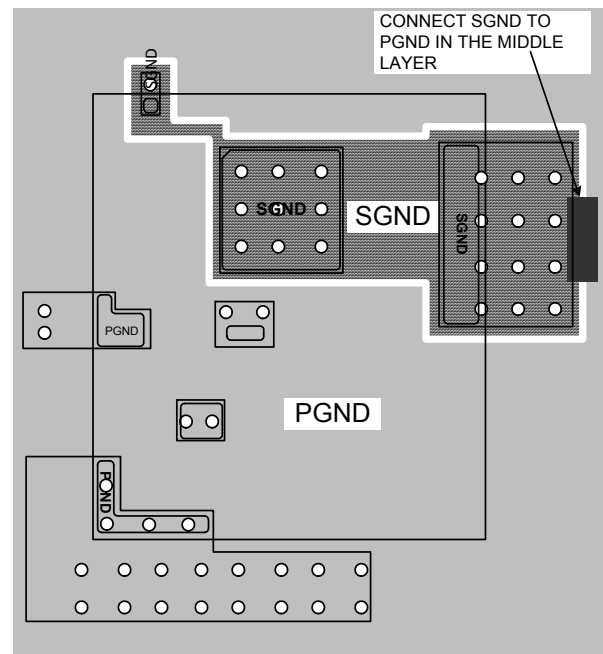 CONNECT SGND TO
PGND IN THE MIDDLE
LAYER
SGND
SGND
SGND
SGND
PGND
PGND
PGND